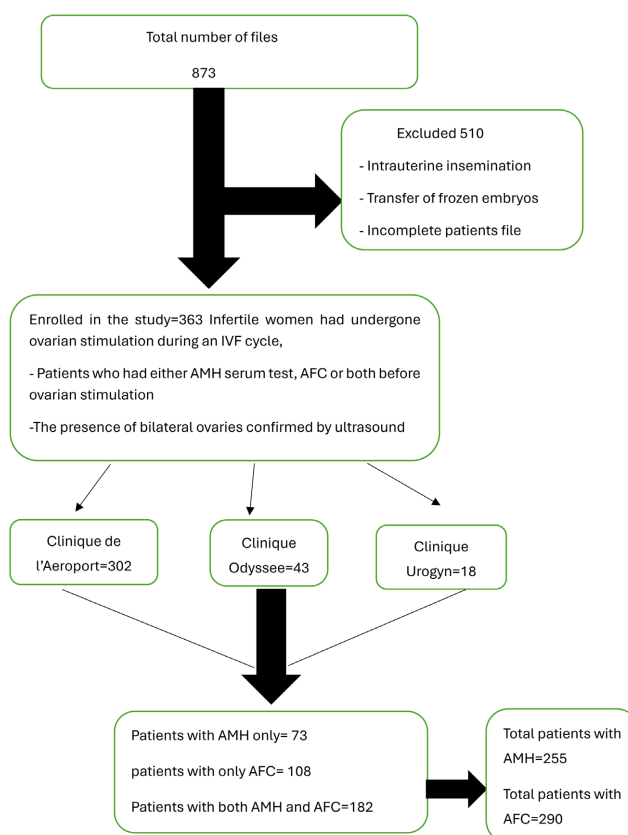 Total number of files
873
Excluded 510
- Intrauterine insemination
- Transfer of frozen embryos
- Incomplete patients file
Enrolled in the study=363 Infertile women had undergone
ovarian stimulation during an IVF cycle,
- Patients who had either AMH serum test, AFC or both before
ovarian stimulation
-The presence of bilateral ovaries confirmed by ultrasound
Clinique de
l’Aeroport=302
Clinique
Odyssee=43
Clinique
Urogyn=18
Patients with AMH only= 73
patients with only AFC= 108
Patients with both AMH and AFC=182
Total patients with
AMH=255
Total patients with
AFC=290